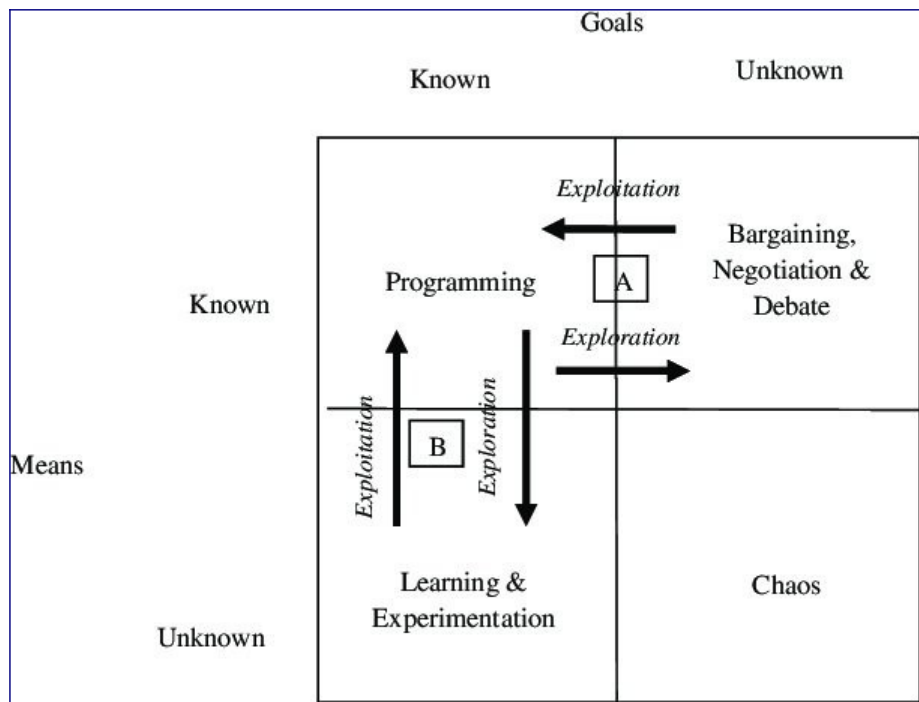 Goals
Known
Unknown
Exploitation
Bargaining,
Negotiation &
Debate
Programming
A
Known
Exploration
Exploitation
B
Exploration
Means
Learning &
Experimentation
Chaos
Unknown